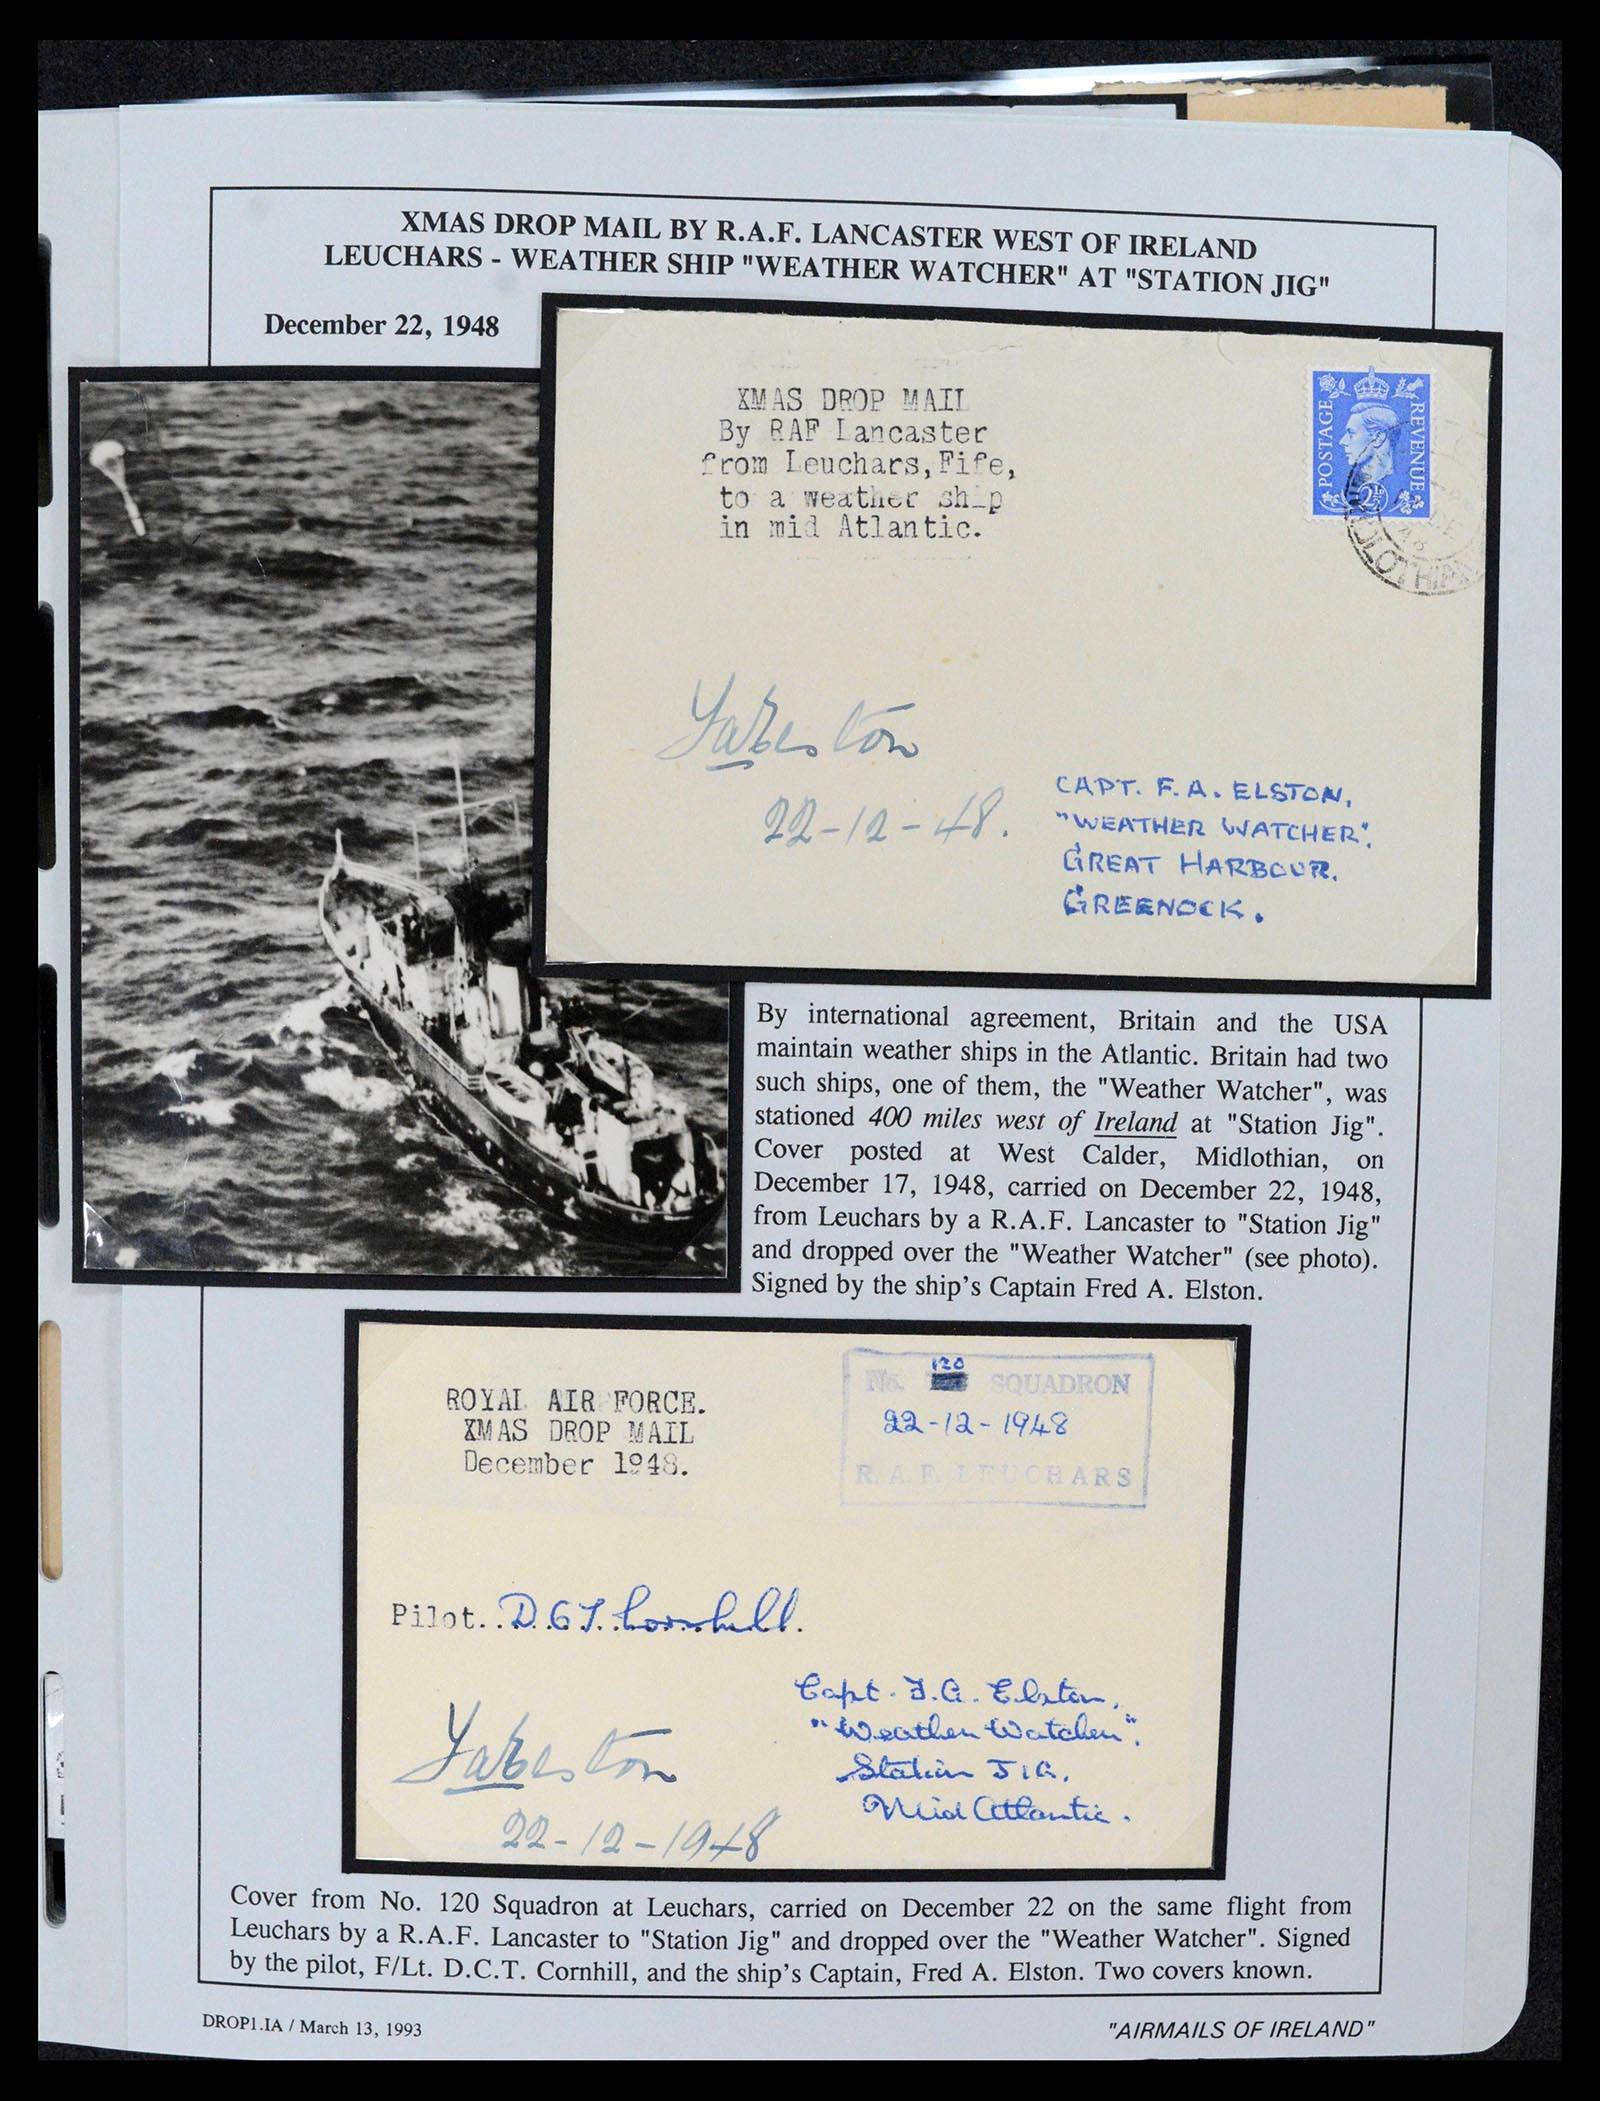 XMAS DROP MAIL BY R.A.F. LANCASTER WEST OF IRELAND
LEUCHARS - WEATHER SHIP "WEATHER WATCHER" AT "STATION JIG"
December 22, 1948
XMAS DROP MAIL
By RAF Lancaster
from Leuchars, Fife,
to a weather ship
in mid Atlantic.
POSTAGE
REVENUE
2½
LOTHIAN
22-12-48.
CAPT. F. A. ELSTON,
"WEATHER WATCHER".
GREAT HARBOUR.
GREENOCK.
By international agreement, Britain and the USA
maintain weather ships in the Atlantic. Britain had two
such ships, one of them, the "Weather Watcher", was
stationed 400 miles west of Ireland at "Station Jig".
Cover posted at West Calder, Midlothian, on
December 17, 1948, carried on December 22, 1948,
from Leuchars by a R.A.F. Lancaster to "Station Jig"
and dropped over the "Weather Watcher" (see photo).
Signed by the ship's Captain Fred A. Elston.
ROYAL AIR FORCE.
XMAS DROP MAIL
December 1948.
120
No. SQUADRON
22-12-1948
R.A.F. LEUCHARS
Pilot..D.C.T. Cornhill.
Capt. F.A. Elston,
"Weather Watcher".
Station JIG.
Mid Atlantic.
22-12-1948
Cover from No. 120 Squadron at Leuchars, carried on December 22 on the same flight from
Leuchars by a R.A.F. Lancaster to "Station Jig" and dropped over the "Weather Watcher". Signed
by the pilot, F/Lt. D.C.T. Cornhill, and the ship's Captain, Fred A. Elston. Two covers known.
DROP1.IA / March 13, 1993
"AIRMAILS OF IRELAND"